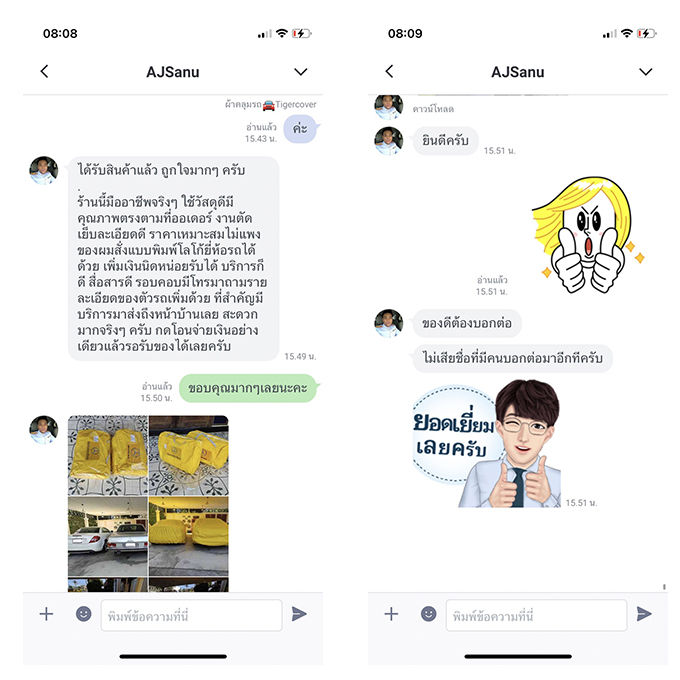 08:08
AJSanu
ผ้าคลุมรถ🚘Tigercover
อ่านแล้ว
15.43 น.
ค่ะ
ได้รับสินค้าแล้ว ถูกใจมากๆ ครับ
.
ร้านนี้มืออาชีพจริงๆ ใช้วัสดุดีมี
คุณภาพตรงตามที่ออเดอร์ งานตัด
เย็บละเอียดดี ราคาเหมาะสมไม่แพง
ของผมสั่งแบบพิมพ์โลโก้ยี่ห้อรถได้
ด้วย เพิ่มเงินนิดหน่อยรับได้ บริการก็
ดี สื่อสารดี รอบคอบมีโทรมาถามราย
ละเอียดของตัวรถเพิ่มด้วย ที่สำคัญมี
บริการมาส่งถึงหน้าบ้านเลย สะดวก
มากจริงๆ ครับ กดโอนจ่ายเงินอย่าง
เดียวแล้วรอรับของได้เลยครับ
15.49 น.
อ่านแล้ว
15.50 น.
ขอบคุณมากๆเลยนะคะ
พิมพ์ข้อความที่นี่
08:09
AJSanu
ดาวน์โหลด
ยินดีครับ
15.51 น.
อ่านแล้ว
15.51 น.
ของดีต้องบอกต่อ
ไม่เสียชื่อที่มีคนบอกต่อมาอีกทีครับ
ยอดเยี่ยม
เลยครับ
15.51 น.
พิมพ์ข้อความที่นี่